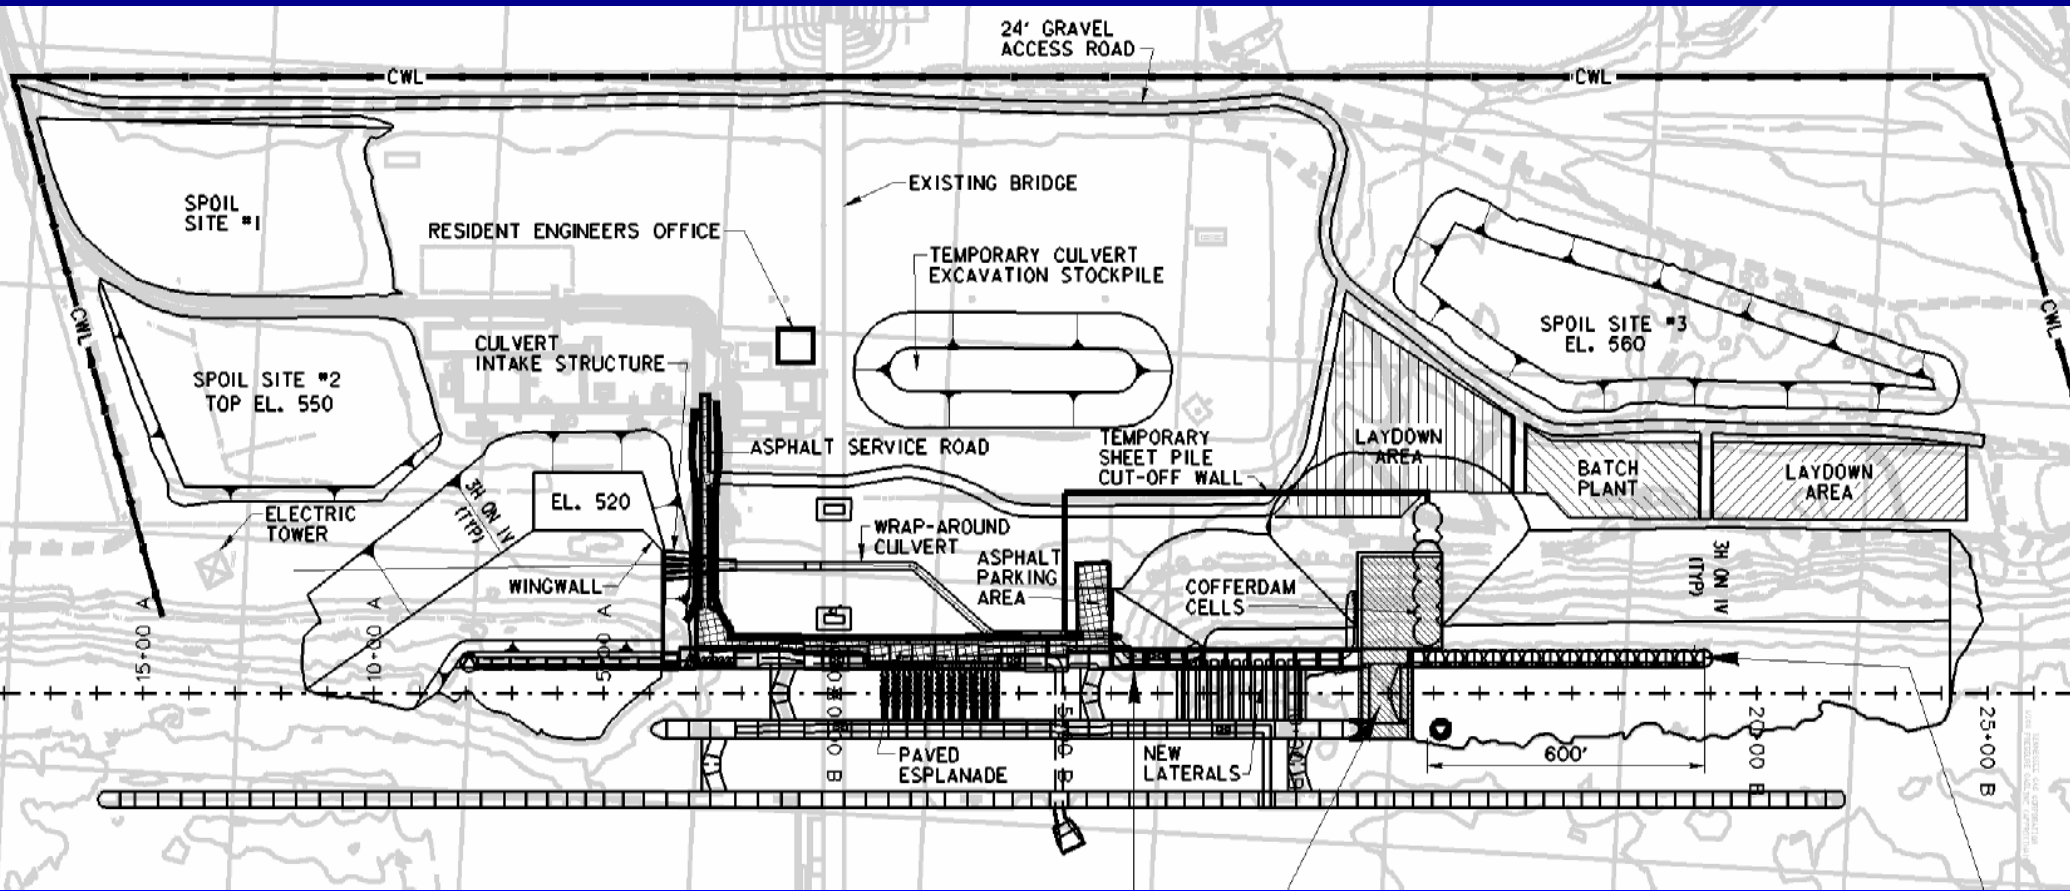 24' GRAVEL
ACCESS ROAD
CWL
CWL
SPOIL
SITE #1
EXISTING BRIDGE
RESIDENT ENGINEERS OFFICE
TEMPORARY CULVERT
EXCAVATION STOCKPILE
CWL
CWL
SPOIL SITE #3
EL. 560
CULVERT
INTAKE STRUCTURE
SPOIL SITE #2
TOP EL. 550
ASPHALT SERVICE ROAD
TEMPORARY
SHEET PILE
CUT-OFF WALL
LAYDOWN
AREA
BATCH
PLANT
LAYDOWN
AREA
3H ON 1V
(TYP)
EL. 520
ELECTRIC
TOWER
WRAP-AROUND
CULVERT
ASPHALT
PARKING
AREA
WINGWALL
COFFERDAM
CELLS
3H ON 1V
(TYP)
15+00 A
10+00 A
5+00 A
PAVED
ESPLANADE
NEW
LATERALS
600'
20+00 B
25+00 B